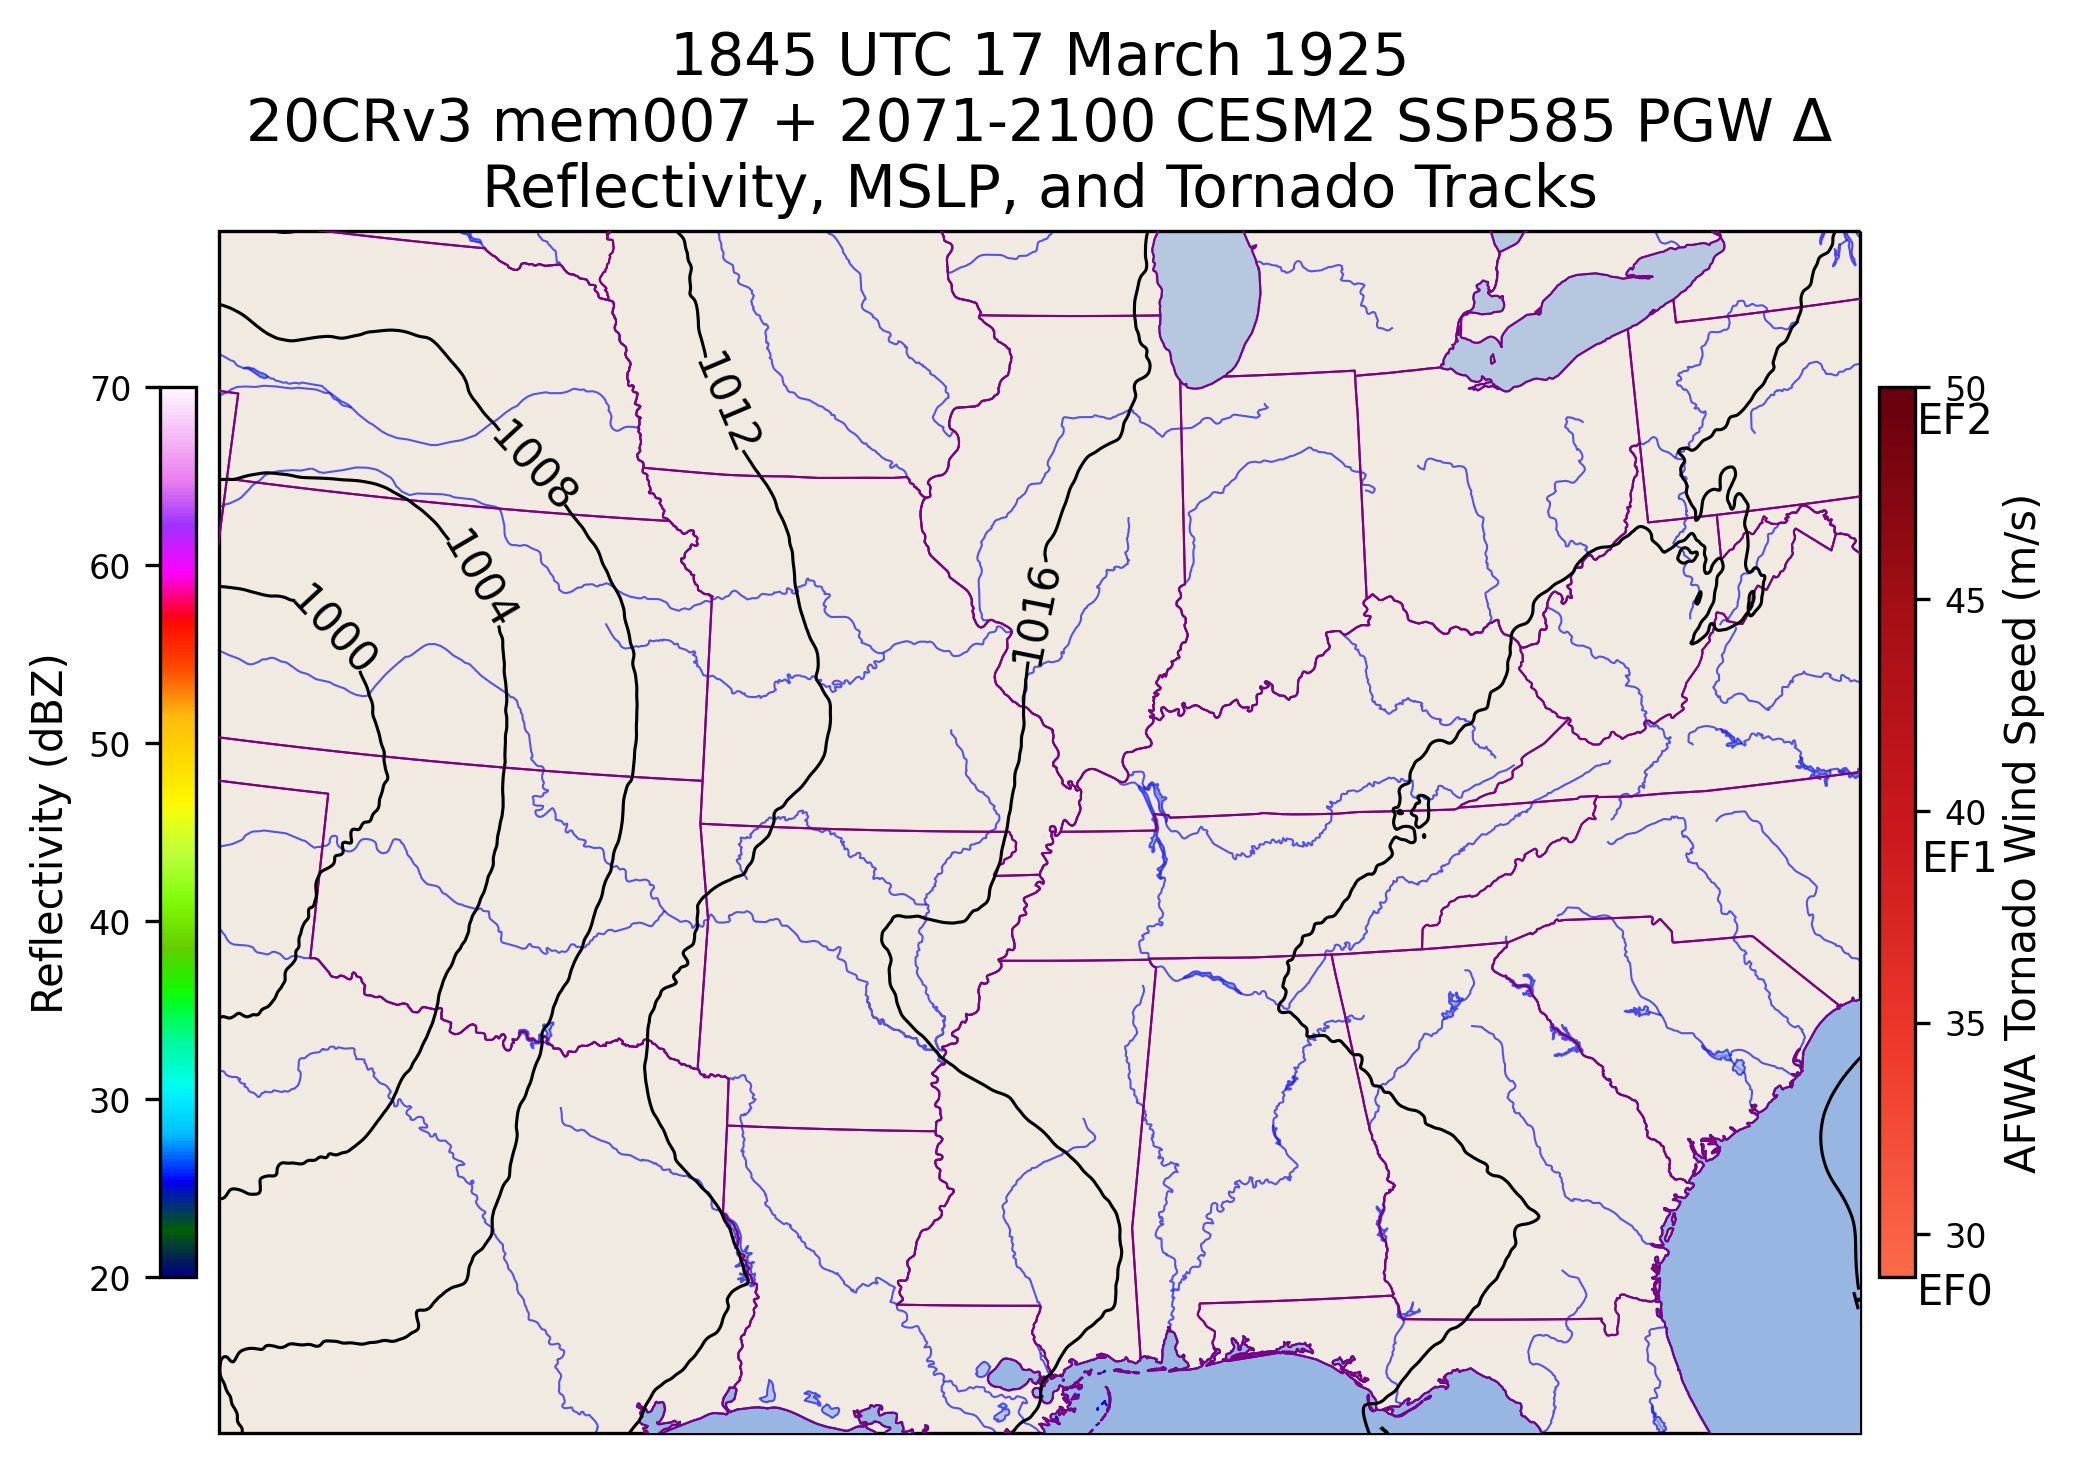 1845 UTC 17 March 1925
20CRv3 mem007 + 2071-2100 CESM2 SSP585 PGW Δ
Reflectivity, MSLP, and Tornado Tracks
70
60
50
40
30
20
Reflectivity (dBZ)
1012
1008
1004
1000
1016
50
EF2
45
40
EF1
35
30
EF0
AFWA Tornado Wind Speed (m/s)